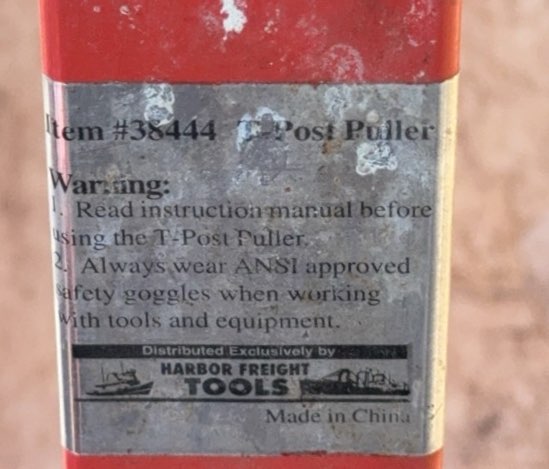 Item #38444 T-Post Puller
Warning:
1. Read instruction manual before
using the T-Post Puller.
2. Always wear ANSI approved
safety goggles when working
with tools and equipment.
Distributed Exclusively by
HARBOR FREIGHT
TOOLS
Made in China